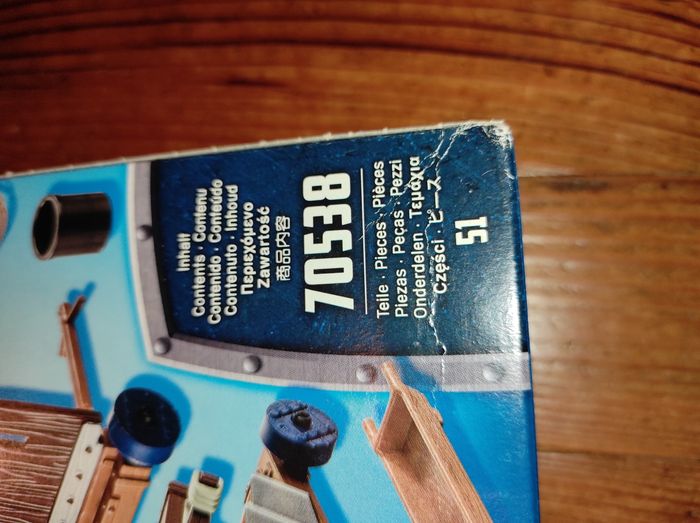 Inhalt
Contents · Contenu
Contenido · Conteúdo
Contenuto · Inhoud
Περιεχόμενο
Zawartość
商品内容
70538
Teile · Pieces · Pièces
Piezas · Peças · Pezzi
Onderdelen · Τεμάχια
Części · ピース
51